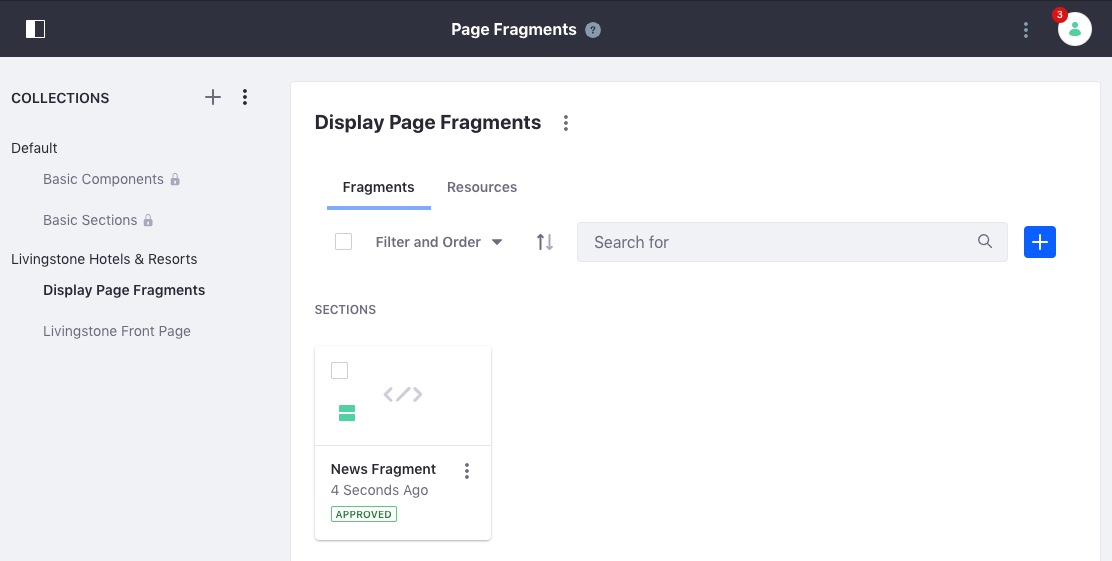 Page Fragments ?
3
COLLECTIONS
Default
Basic Components
Basic Sections
Livingstone Hotels & Resorts
Display Page Fragments
Livingstone Front Page
Display Page Fragments
Fragments Resources
Filter and Order Search for
SECTIONS
News Fragment
4 Seconds Ago
APPROVED